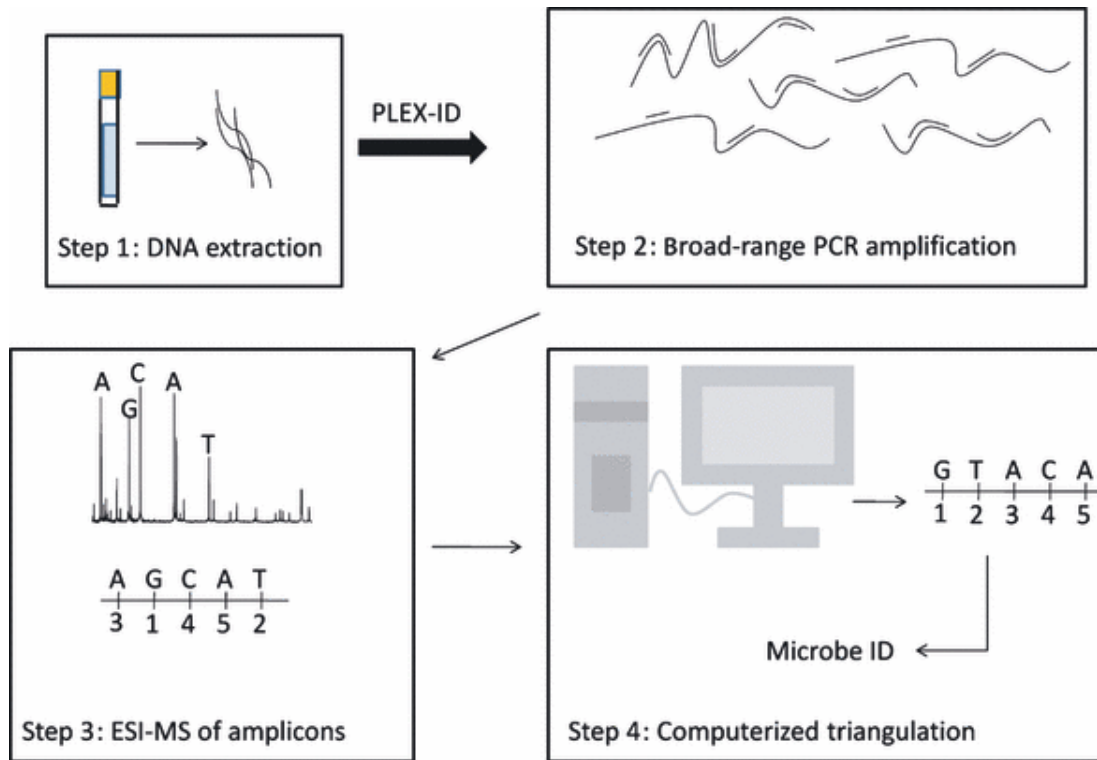 PLEX-ID
Step 1: DNA extraction
Step 2: Broad-range PCR amplification
A G C A T
A G C A T
3 1 4 5 2
Step 3: ESI-MS of amplicons
G T A C A
1 2 3 4 5
Microbe ID
Step 4: Computerized triangulation